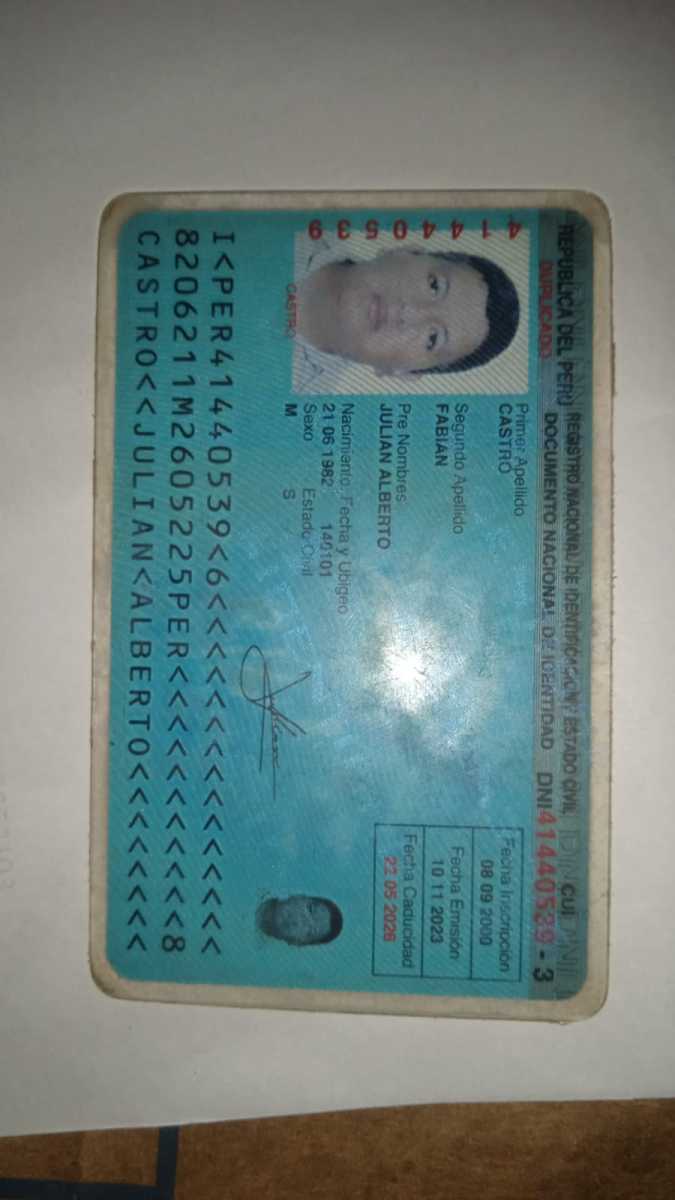 REPUBLICA DEL PERU REGISTRO NACIONAL DE IDENTIFICACION Y ESTADO CIVIL
DUPLICADO DOCUMENTO NACIONAL DE IDENTIDAD DNI 41440539 - 3
CUI
41440539
CASTRO
Primer Apellido
CASTRO
Segundo Apellido
FABIAN
Pre Nombres
JULIAN ALBERTO
Nacimiento: Fecha y Ubigeo
21 06 1982 140101
Sexo Estado Civil
M S
Fecha Inscripción
08 09 2000
Fecha Emisión
10 11 2023
Fecha Caducidad
22 05 2026
I<PER41440539<6<<<<<<<<<<<<<<<
8206211M2605225PER<<<<<<<<<<<8
CASTRO<<JULIAN<ALBERTO<<<<<<<<